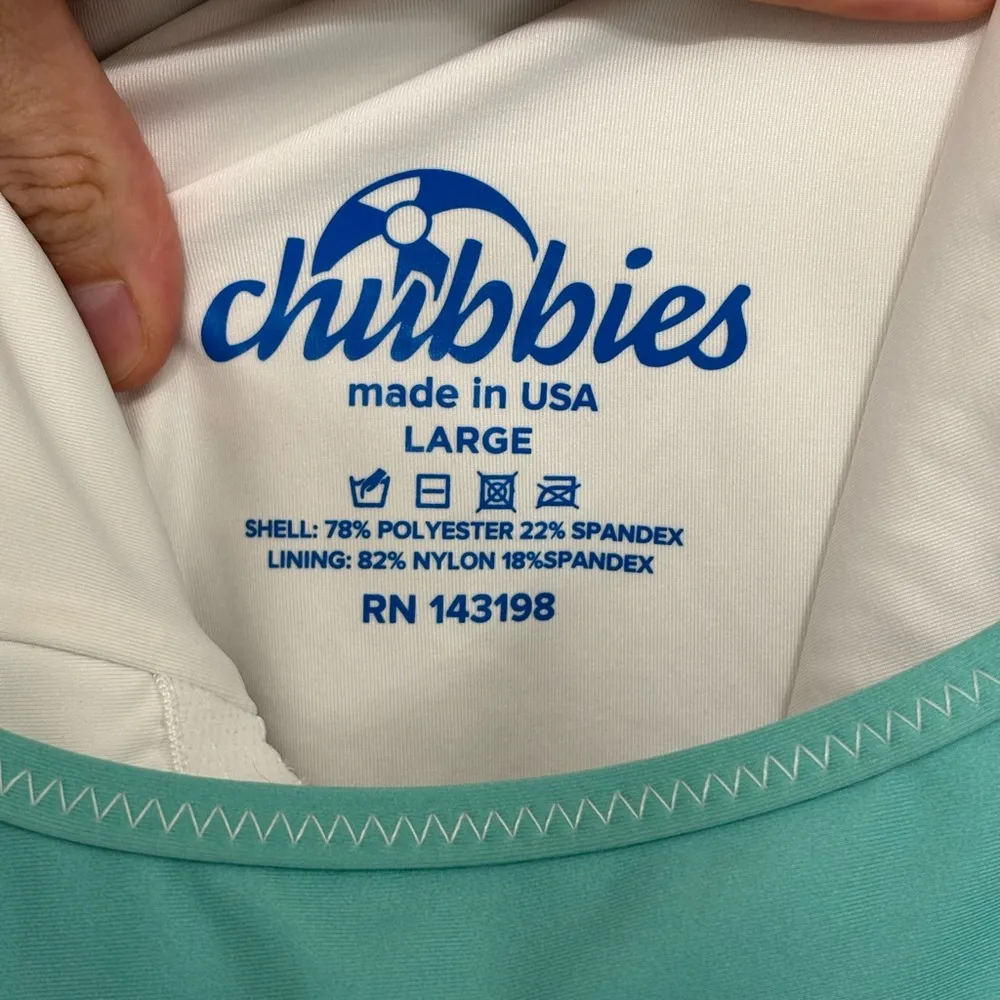 chubbies
made in USA
LARGE
SHELL: 78% POLYESTER 22% SPANDEX
LINING: 82% NYLON 18%SPANDEX
RN 143198